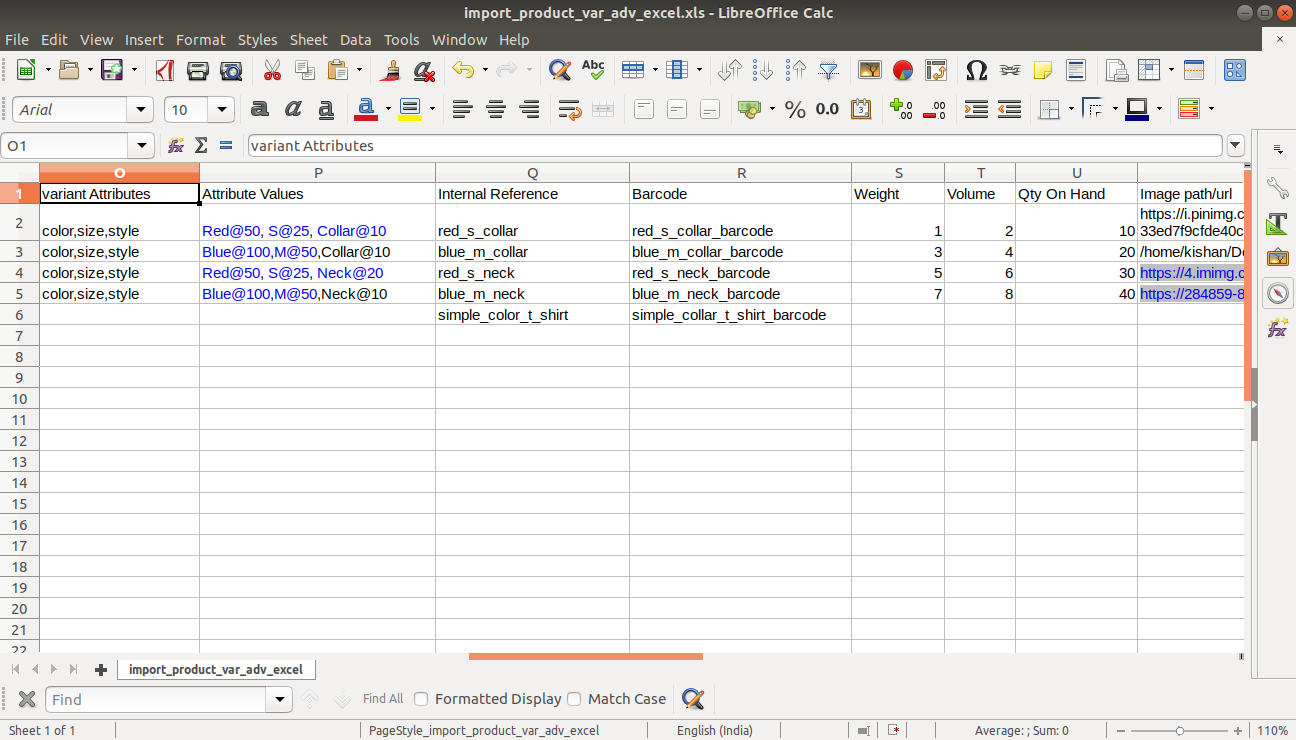 import_product_var_adv_excel.xls - LibreOffice Calc
File Edit View Insert Format Styles Sheet Data Tools Window Help
Abc
Arial 10 a a a a % 0.0
O1 fx Σ = variant Attributes
O P Q R S T U
1 variant Attributes Attribute Values Internal Reference Barcode Weight Volume Qty On Hand Image path/url
https://i.pinimg.c
2 color,size,style Red@50, S@25, Collar@10 red_s_collar red_s_collar_barcode 1 2 10 33ed7f9cfde40c
3 color,size,style Blue@100,M@50,Collar@10 blue_m_collar blue_m_collar_barcode 3 4 20 /home/kishan/De
4 color,size,style Red@50, S@25, Neck@20 red_s_neck red_s_neck_barcode 5 6 30 https://4.imimg.c
5 color,size,style Blue@100,M@50,Neck@10 blue_m_neck blue_m_neck_barcode 7 8 40 https://284859-8
6 simple_color_t_shirt simple_collar_t_shirt_barcode
7
8
9
10
11
12
13
14
15
16
17
18
19
20
21
22
import_product_var_adv_excel
Find Find All Formatted Display Match Case
Sheet 1 of 1 PageStyle_import_product_var_adv_excel English (India) Average: ; Sum: 0 110%